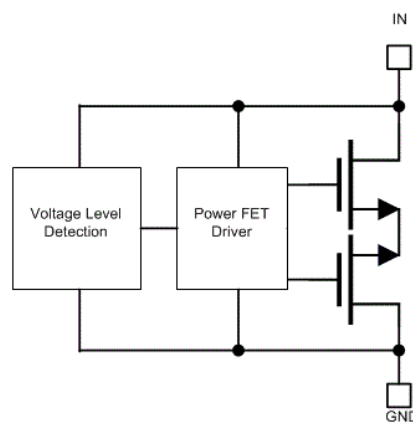 IN
Voltage Level
Detection
Power FET
Driver
GND